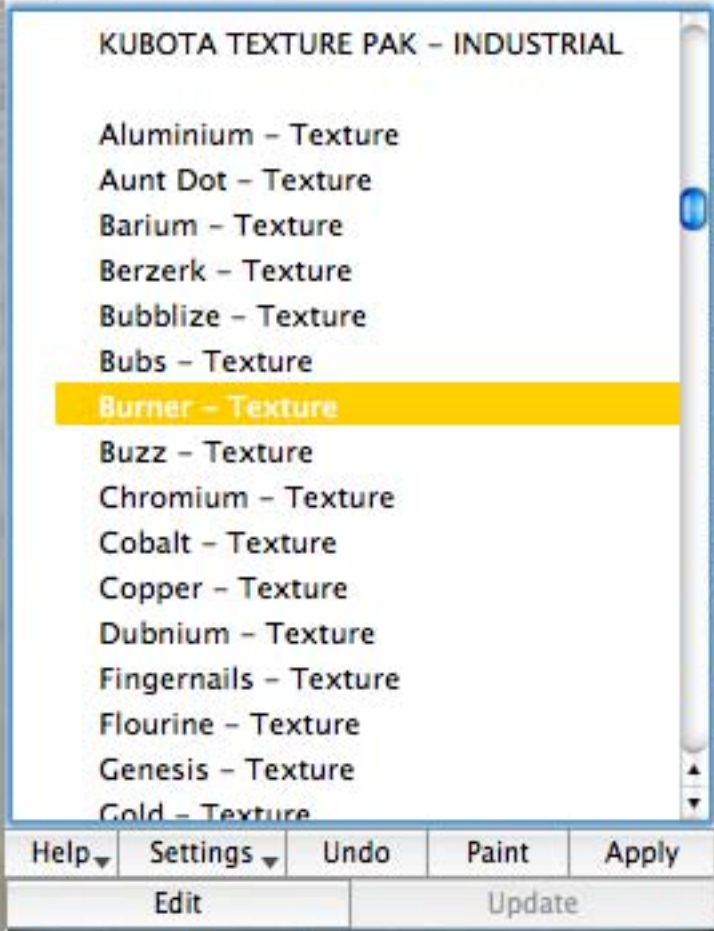 KUBOTA TEXTURE PAK – INDUSTRIAL
Aluminium – Texture
Aunt Dot – Texture
Barium – Texture
Berzerk – Texture
Bubblize – Texture
Bubs – Texture
Burner – Texture
Buzz – Texture
Chromium – Texture
Cobalt – Texture
Copper – Texture
Dubnium – Texture
Fingernails – Texture
Flourine – Texture
Genesis – Texture
Gold – Texture
Help Settings Undo Paint Apply
Edit Update